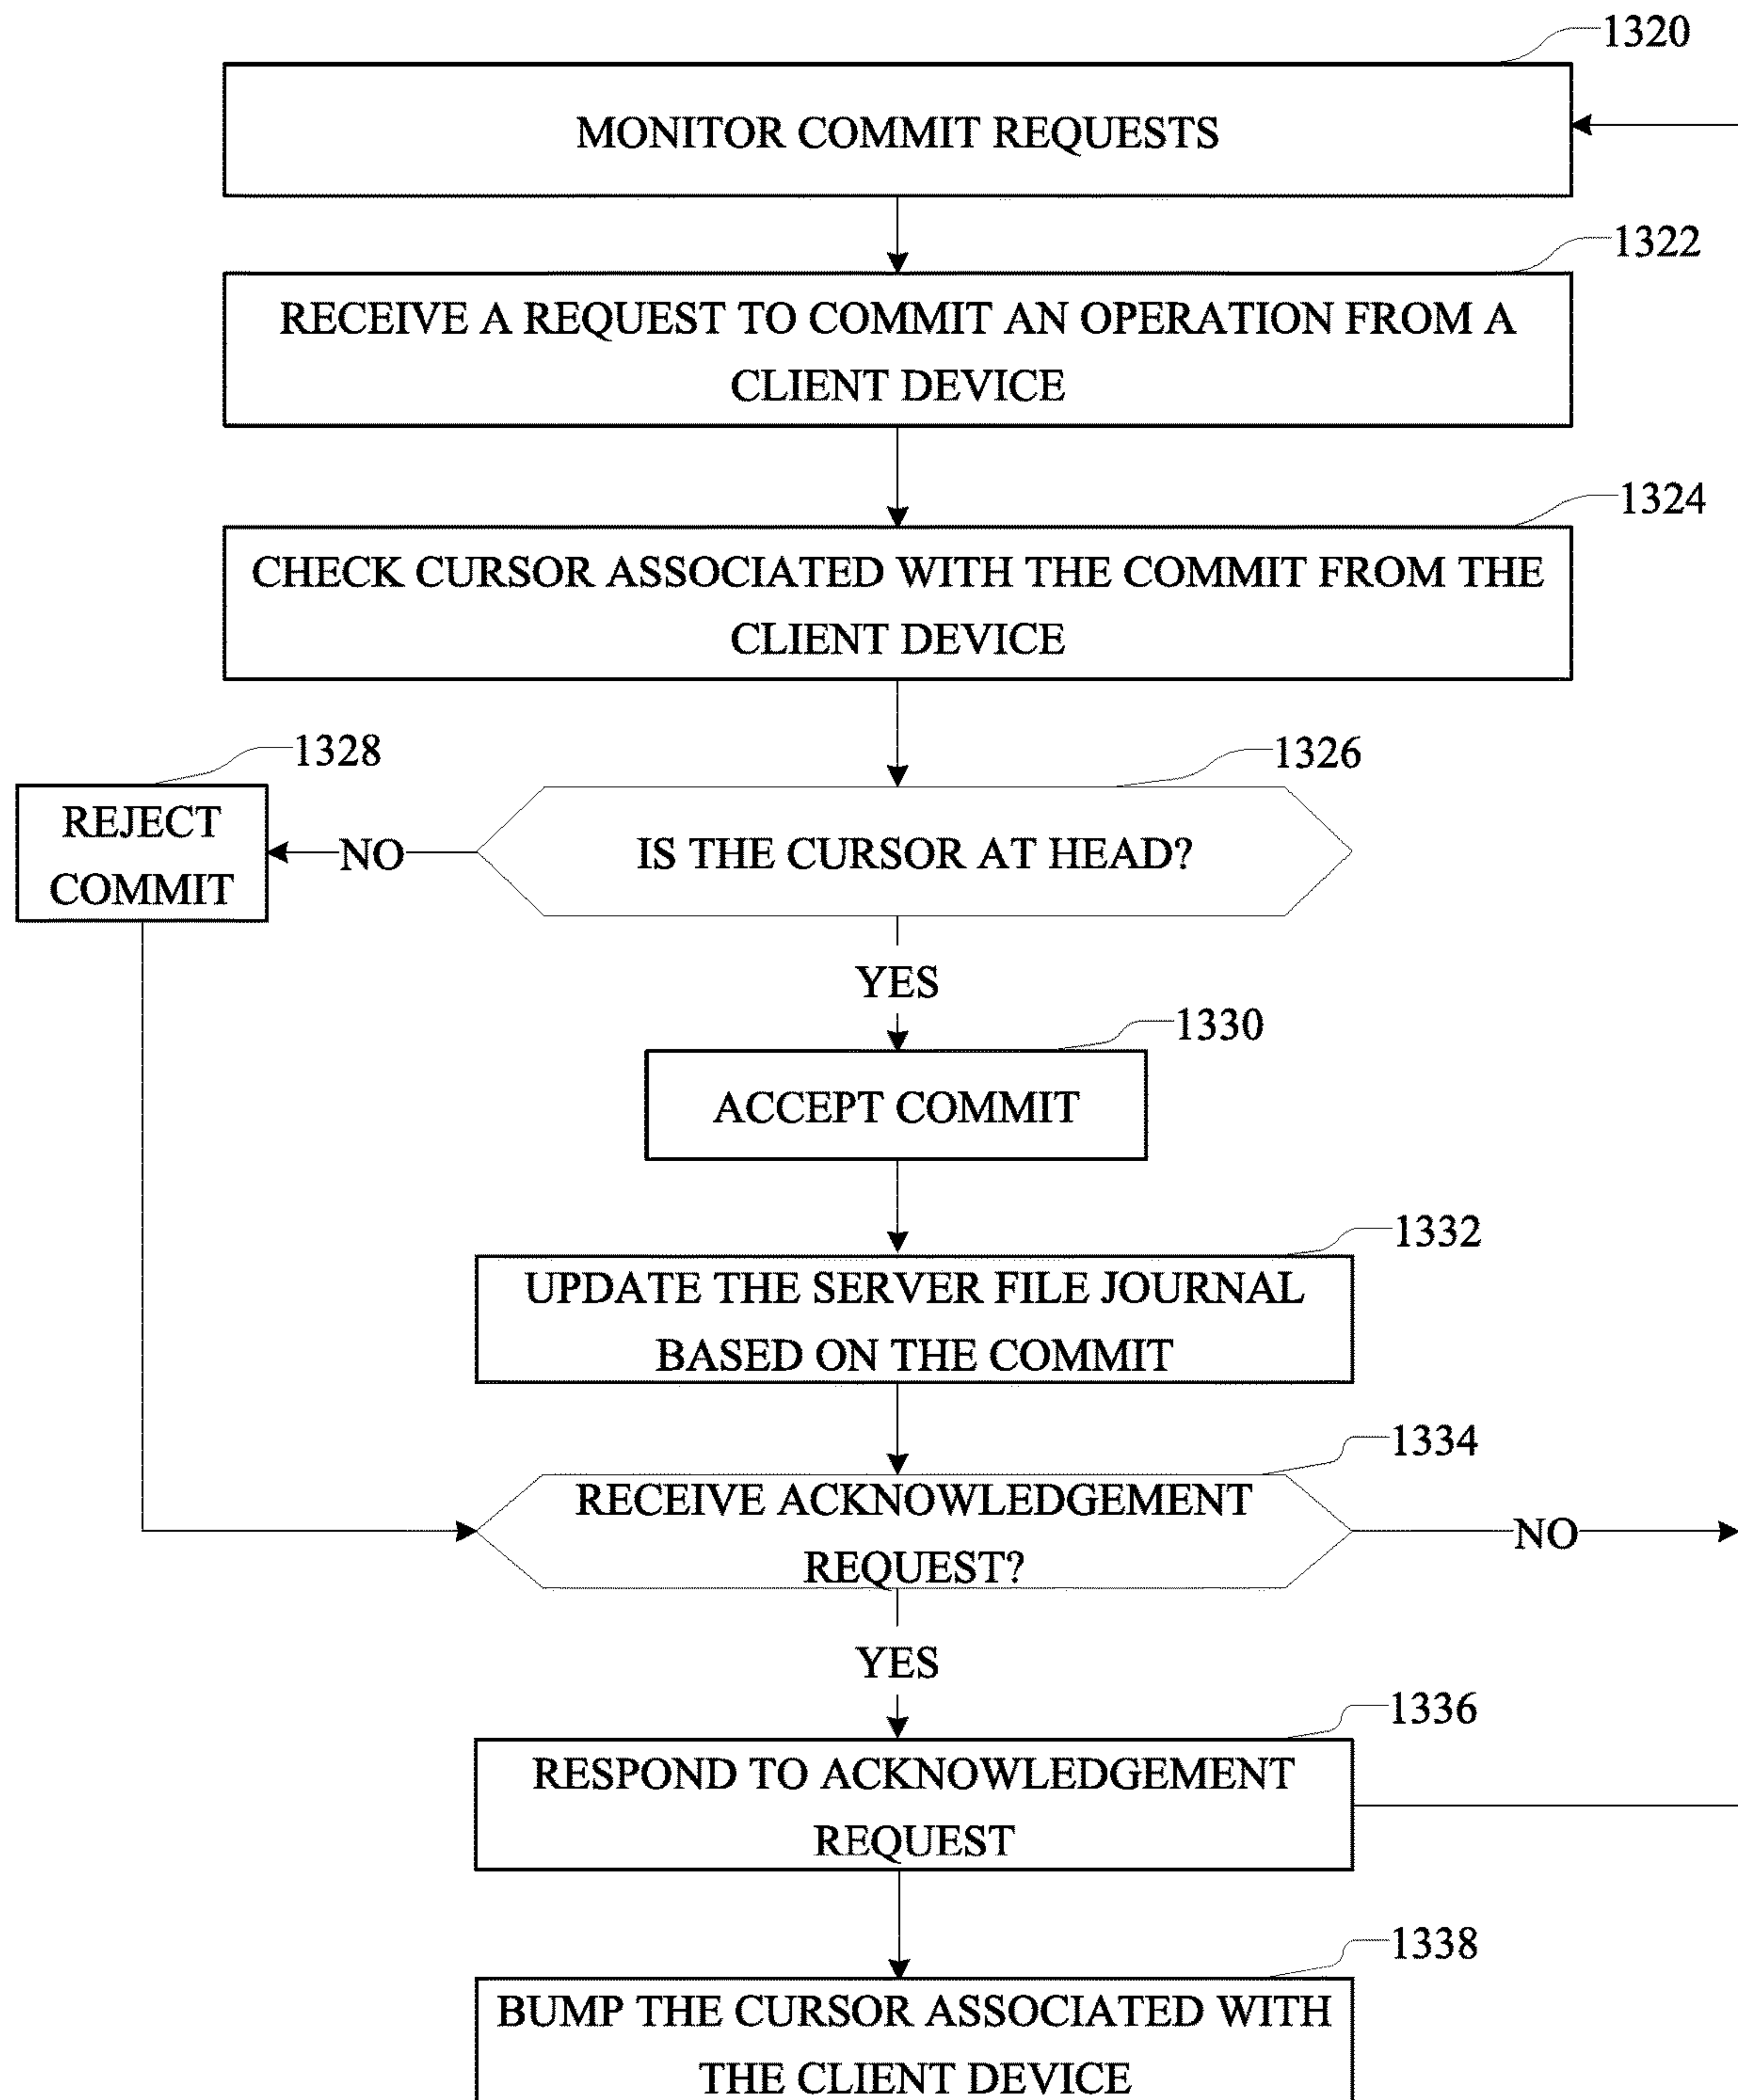 1320
MONITOR COMMIT REQUESTS
1322
RECEIVE A REQUEST TO COMMIT AN OPERATION FROM A
CLIENT DEVICE
1324
CHECK CURSOR ASSOCIATED WITH THE COMMIT FROM THE
CLIENT DEVICE
1328
1326
REJECT
COMMIT
NO
IS THE CURSOR AT HEAD?
YES
1330
ACCEPT COMMIT
1332
UPDATE THE SERVER FILE JOURNAL
BASED ON THE COMMIT
1334
RECEIVE ACKNOWLEDGEMENT
REQUEST?
NO
YES
1336
RESPOND TO ACKNOWLEDGEMENT
REQUEST
1338
BUMP THE CURSOR ASSOCIATED WITH
THE CLIENT DEVICE